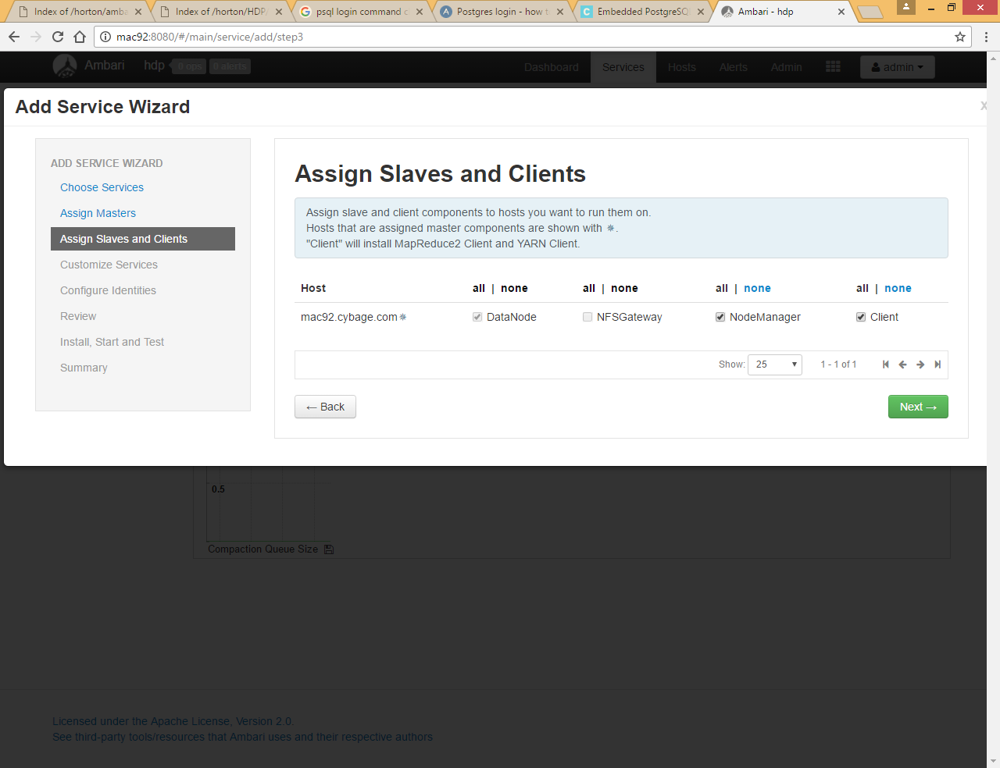 Index of /horton/amba
Index of /horton/HDP/
psql login command c
Postgres login - how t
Embedded PostgreSQL
Ambari - hdp
mac92:8080/#/main/service/add/step3
Ambari hdp 0 ops 0 alerts Dashboard Services Hosts Alerts Admin admin
Add Service Wizard
x
ADD SERVICE WIZARD
Choose Services
Assign Masters
Assign Slaves and Clients
Customize Services
Configure Identities
Review
Install, Start and Test
Summary
Assign Slaves and Clients
Assign slave and client components to hosts you want to run them on.
Hosts that are assigned master components are shown with ✵.
"Client" will install MapReduce2 Client and YARN Client.
Host all | none all | none all | none all | none
mac92.cybage.com✵ DataNode NFSGateway NodeManager Client
Show: 25 1 - 1 of 1
← Back
Next →
0.5
Compaction Queue Size
Licensed under the Apache License, Version 2.0.
See third-party tools/resources that Ambari uses and their respective authors